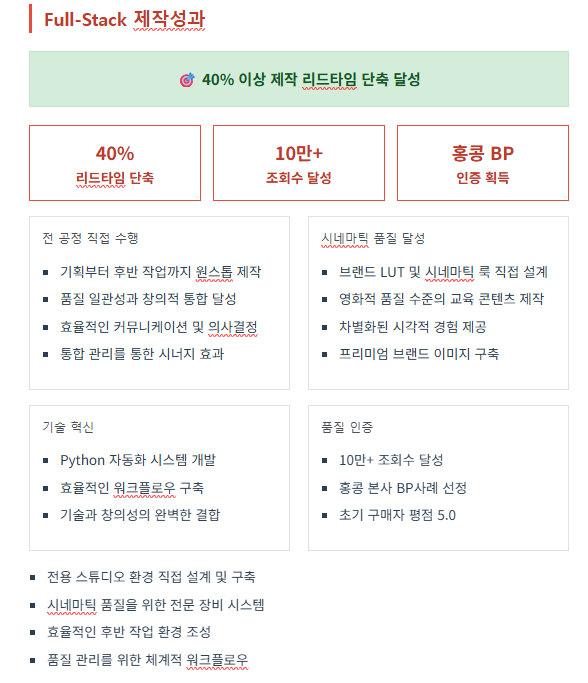 Full-Stack 제작성과
🎯 40% 이상 제작 리드타임 단축 달성
40%
리드타임 단축
10만+
조회수 달성
홍콩 BP
인증 획득
전 공정 직접 수행
▪ 기획부터 후반 작업까지 원스톱 제작
▪ 품질 일관성과 창의적 통합 달성
▪ 효율적인 커뮤니케이션 및 의사결정
▪ 통합 관리를 통한 시너지 효과
시네마틱 품질 달성
▪ 브랜드 LUT 및 시네마틱 룩 직접 설계
▪ 영화적 품질 수준의 교육 콘텐츠 제작
▪ 차별화된 시각적 경험 제공
▪ 프리미엄 브랜드 이미지 구축
기술 혁신
▪ Python 자동화 시스템 개발
▪ 효율적인 워크플로우 구축
▪ 기술과 창의성의 완벽한 결합
품질 인증
▪ 10만+ 조회수 달성
▪ 홍콩 본사 BP사례 선정
▪ 초기 구매자 평점 5.0
▪ 전용 스튜디오 환경 직접 설계 및 구축
▪ 시네마틱 품질을 위한 전문 장비 시스템
▪ 효율적인 후반 작업 환경 조성
▪ 품질 관리를 위한 체계적 워크플로우